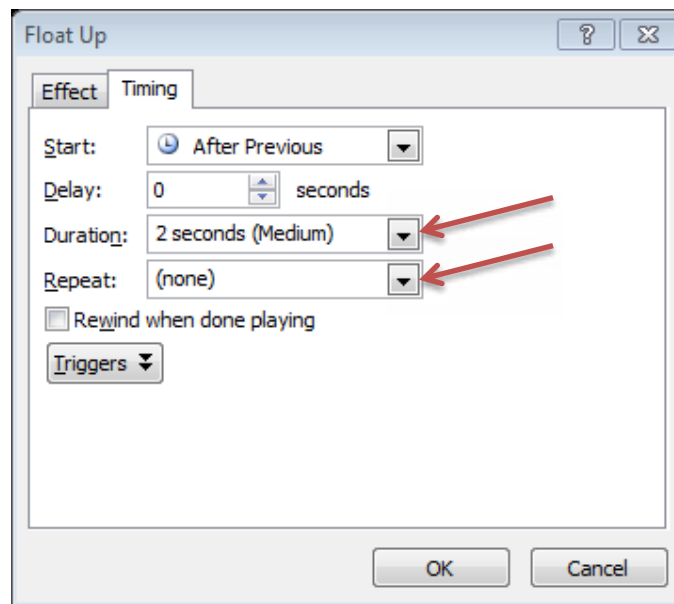 Float Up
Effect Timing
Start: After Previous
Delay: 0 seconds
Duration: 2 seconds (Medium)
Repeat: (none)
Rewind when done playing
Triggers
OK Cancel